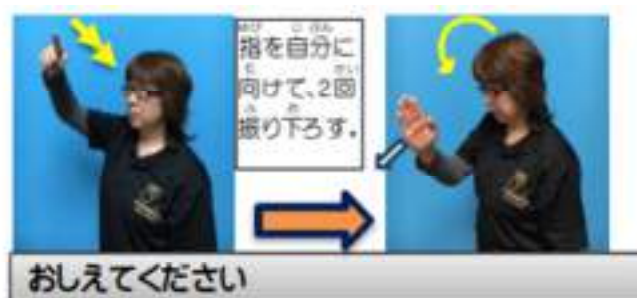 指を自分に
向けて、2回
振り下ろす。
おしえてください